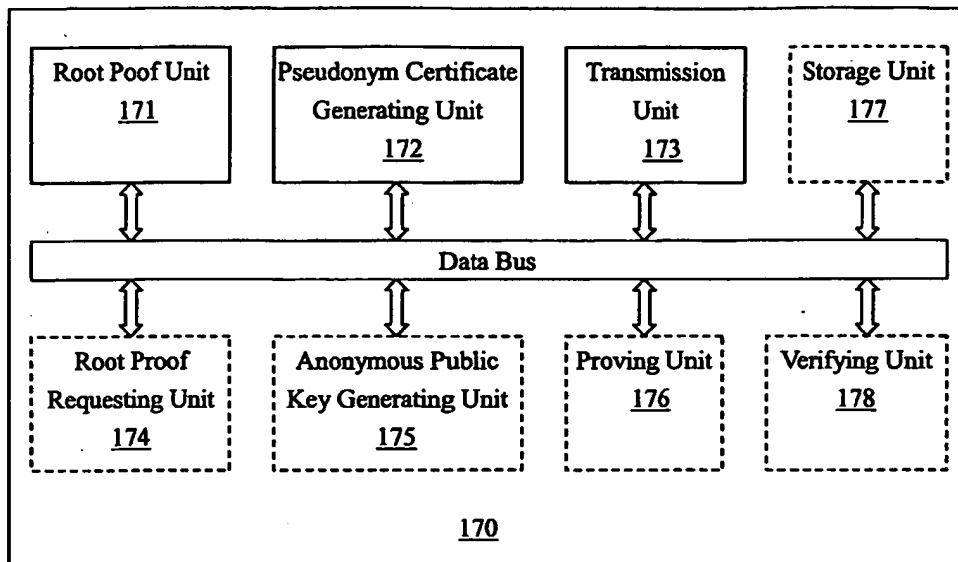 Root Poof Unit
171
Pseudonym Certificate
Generating Unit
172
Transmission
Unit
173
Storage Unit
177
Data Bus
Root Proof
Requesting Unit
174
Anonymous Public
Key Generating Unit
175
Proving Unit
176
Verifying Unit
178
170